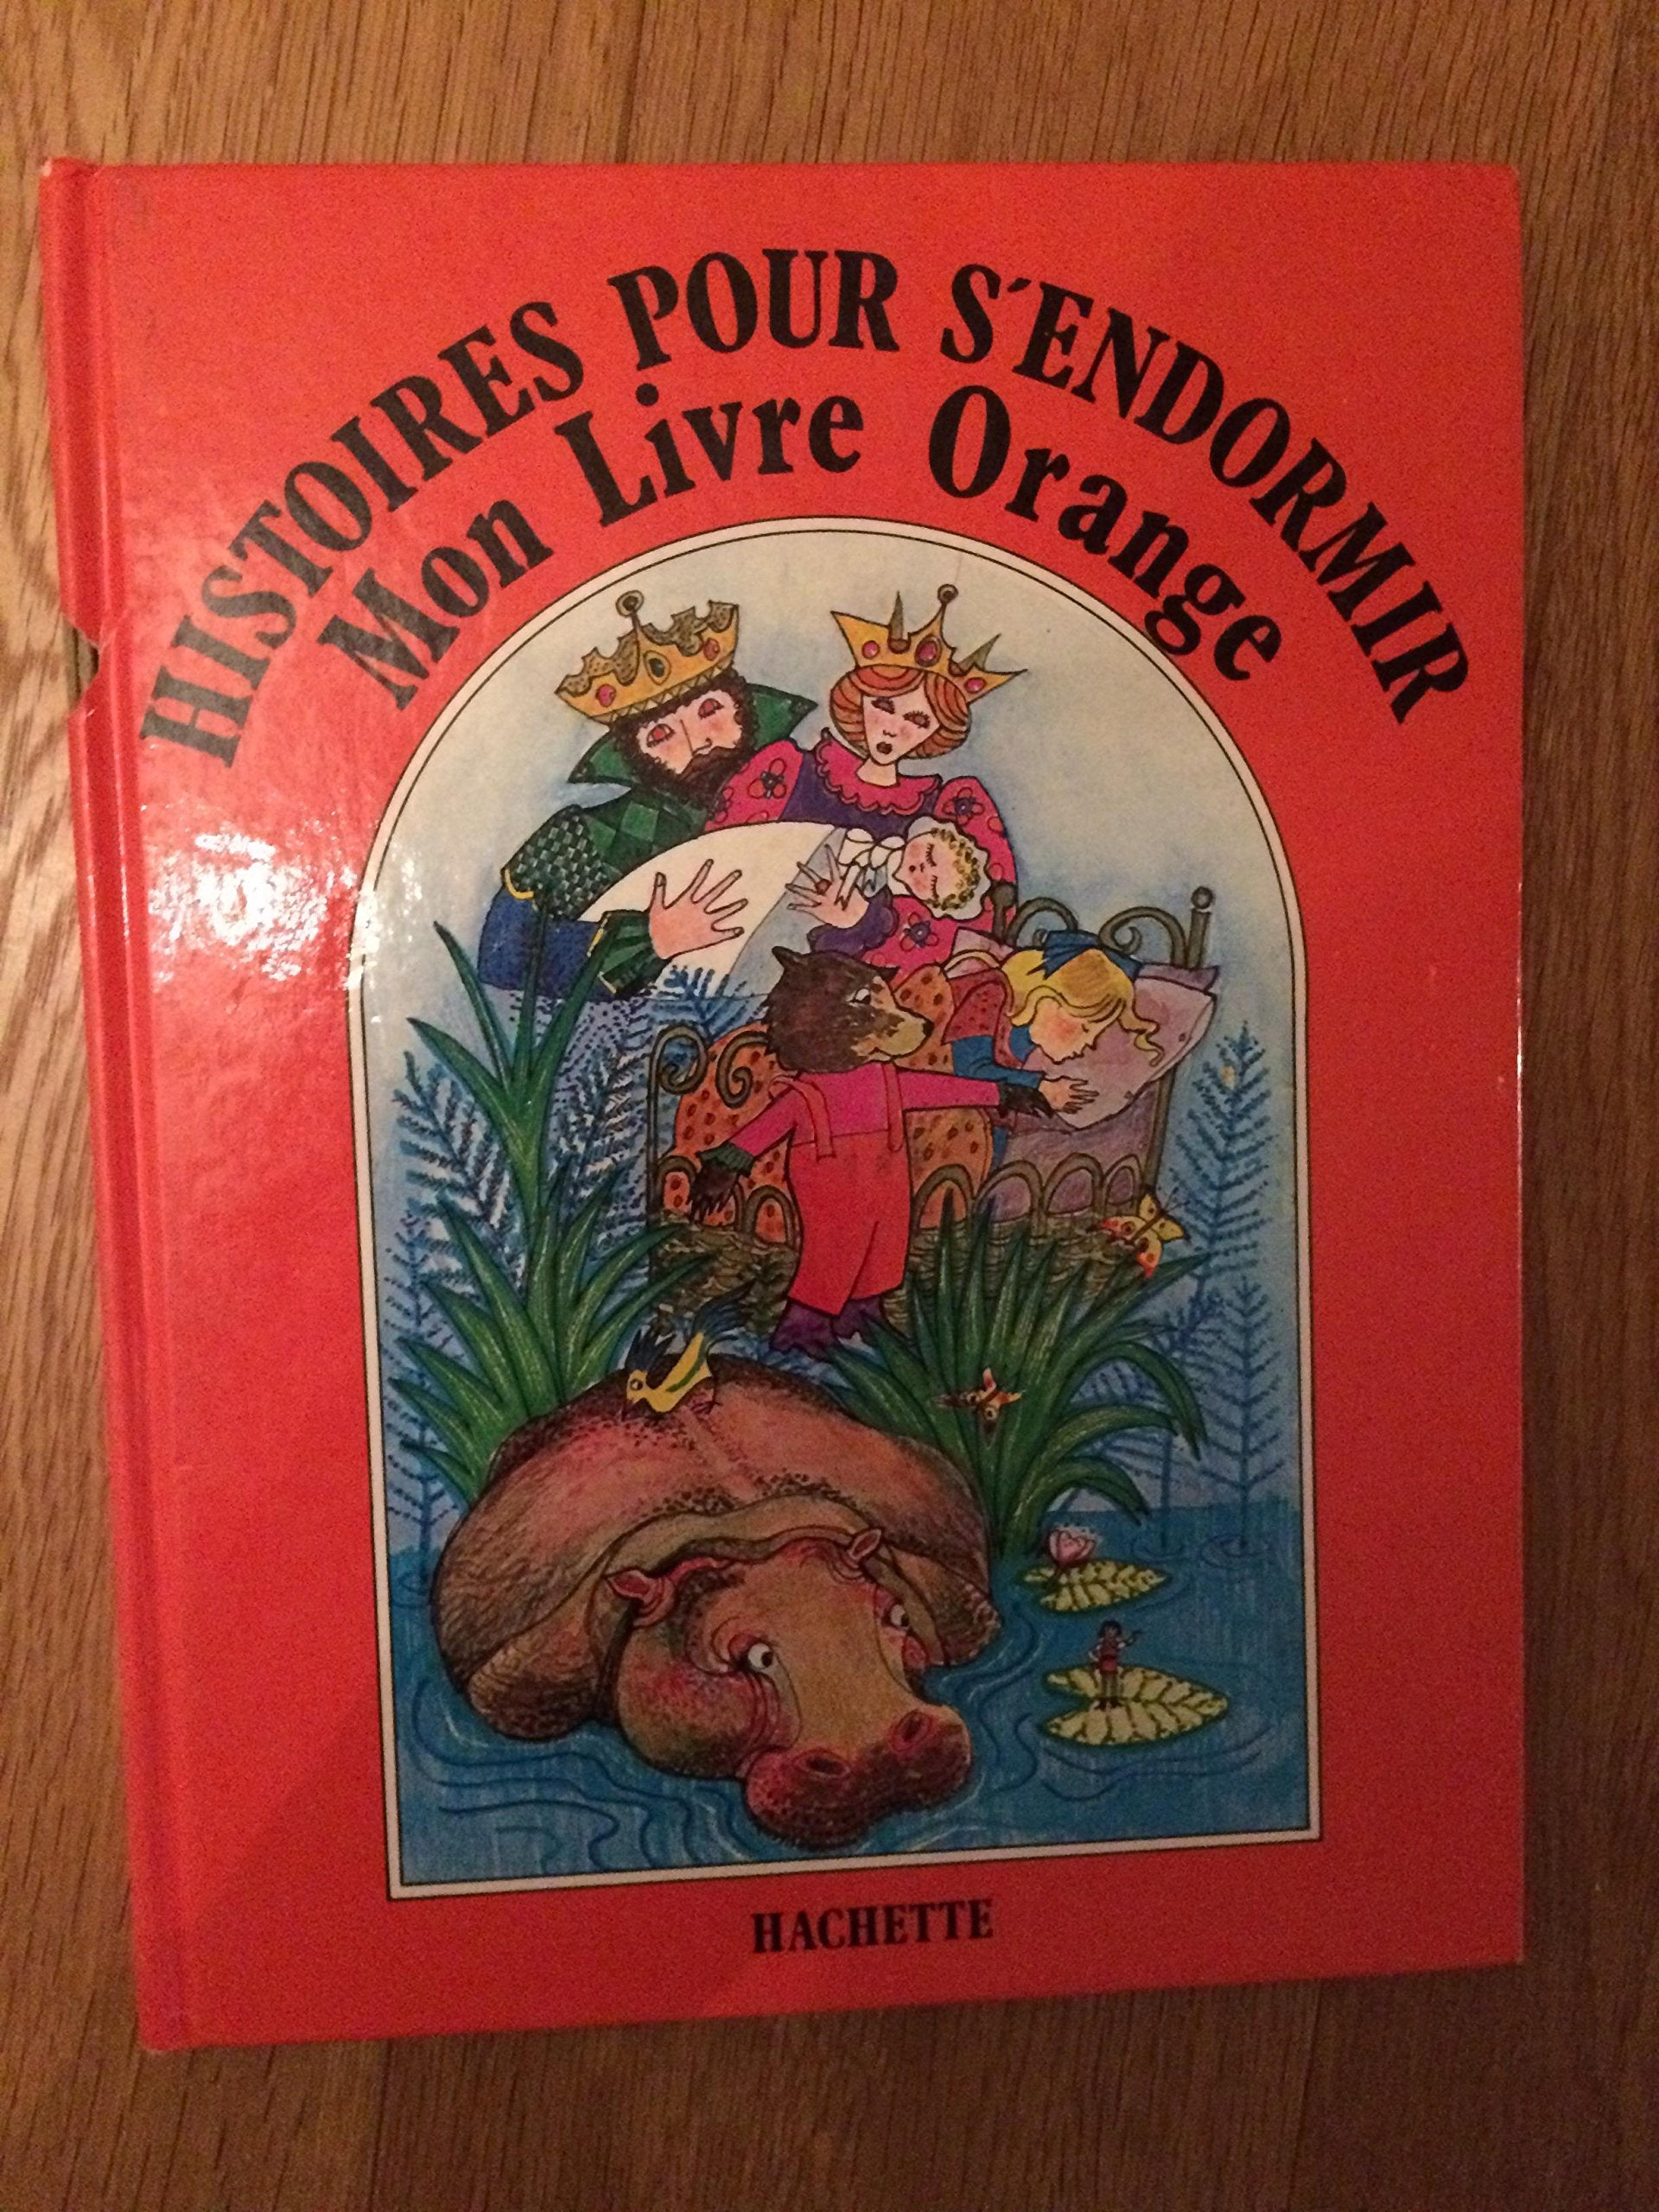 HISTOIRES POUR S'ENDORMIR
Mon Livre Orange
HACHETTE